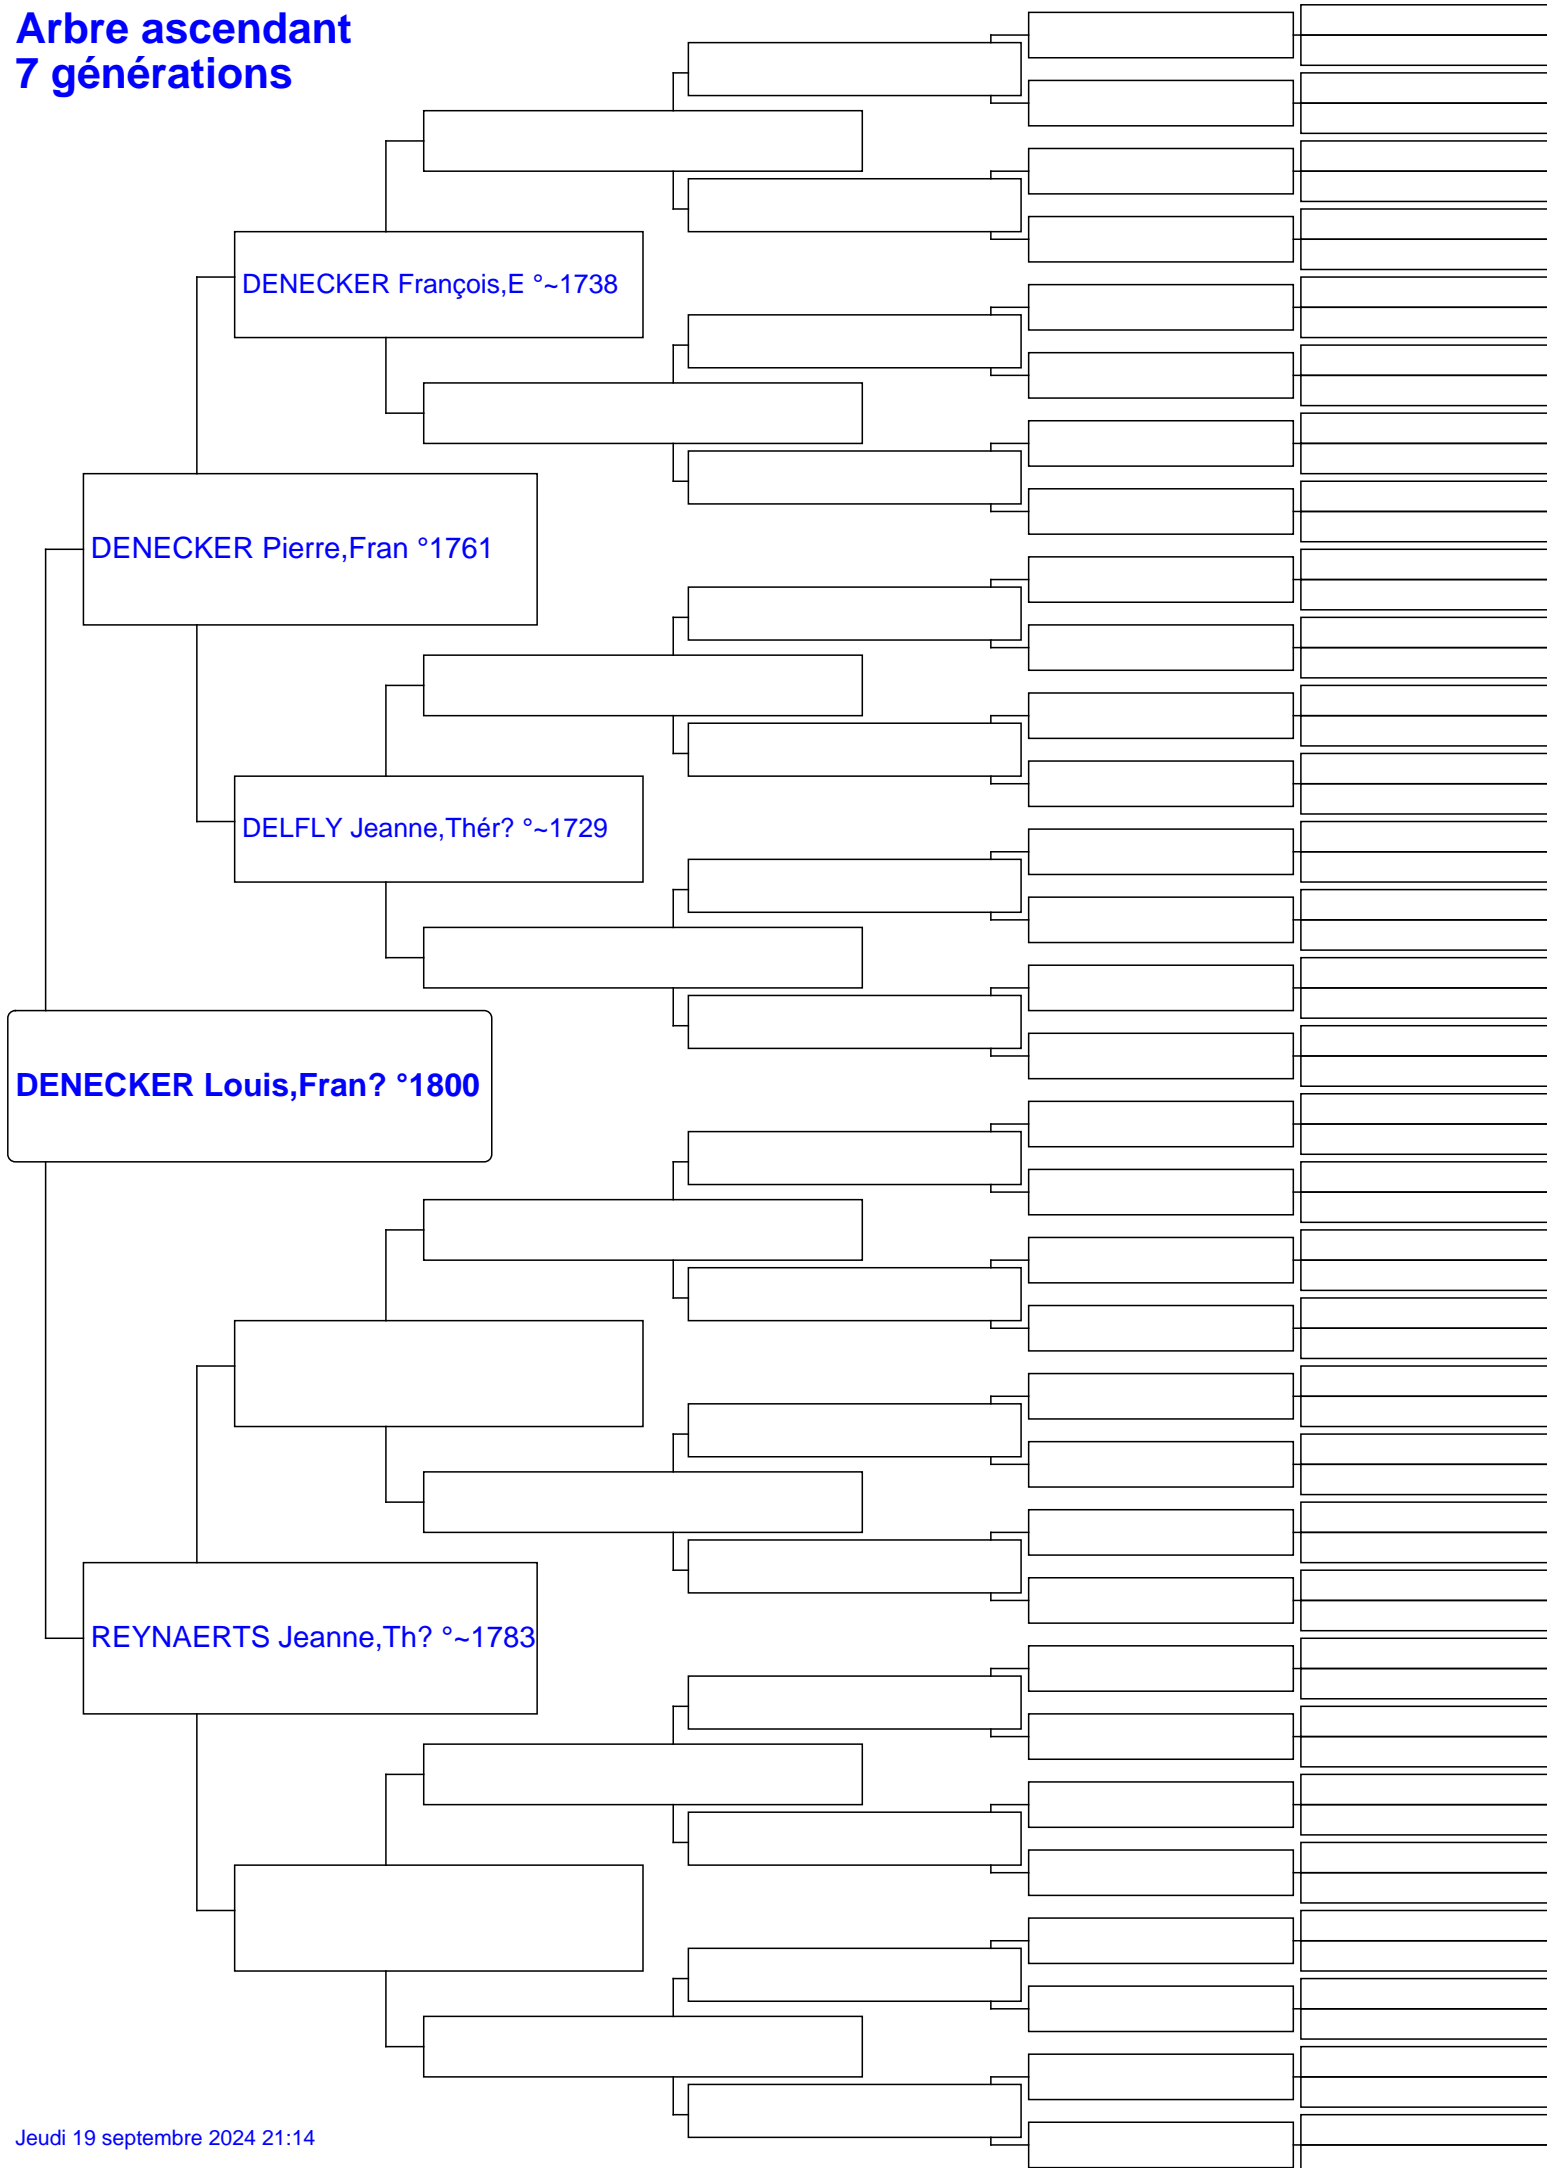 Arbre ascendant
7 générations
DENECKER François,E °~1738
DENECKER Pierre,Fran °1761
DELFLY Jeanne,Thér? °~1729
DENECKER Louis,Fran? °1800
REYNAERTS Jeanne,Th? °~1783
Jeudi 19 septembre 2024 21:14